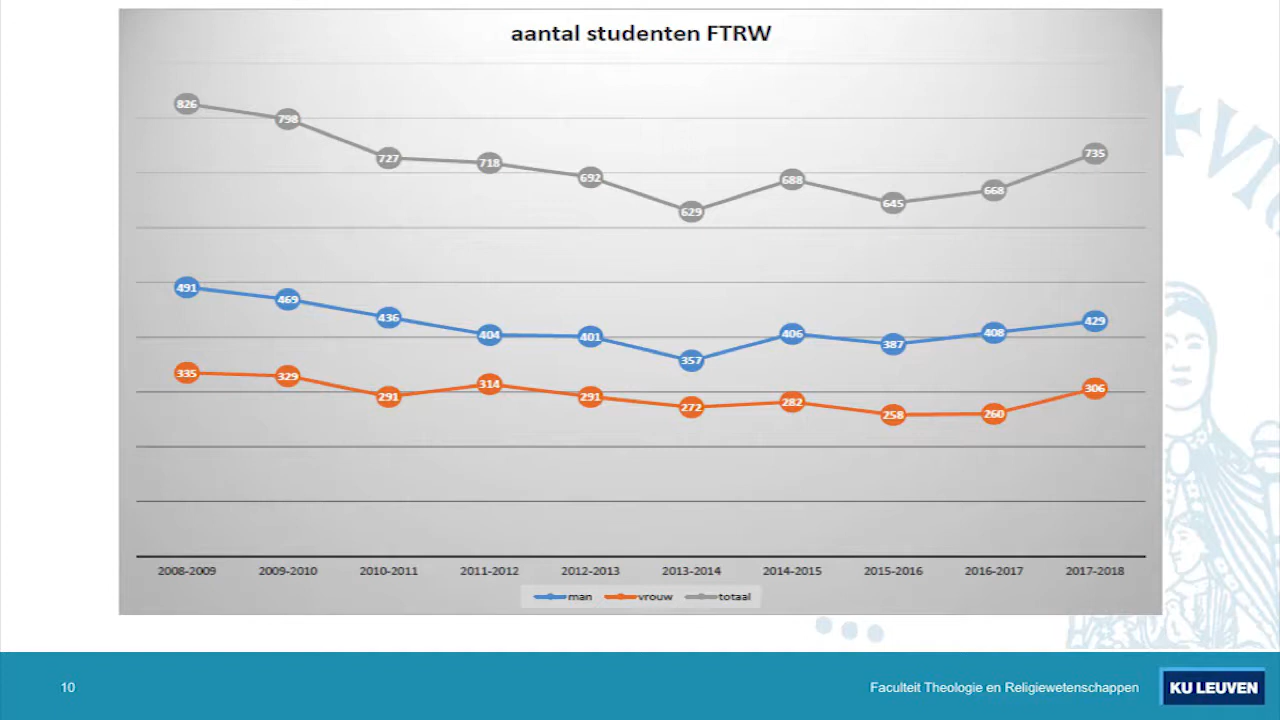 aantal studenten FTRW
826 798 727 718 692 629 688 645 668 735
491 469 436 404 401 357 406 387 408 429
335 329 291 314 291 272 282 258 260 306
2008-2009 2009-2010 2010-2011 2011-2012 2012-2013 2013-2014 2014-2015 2015-2016 2016-2017 2017-2018
man vrouw totaal
10 Faculteit Theologie en Religiewetenschappen KU LEUVEN